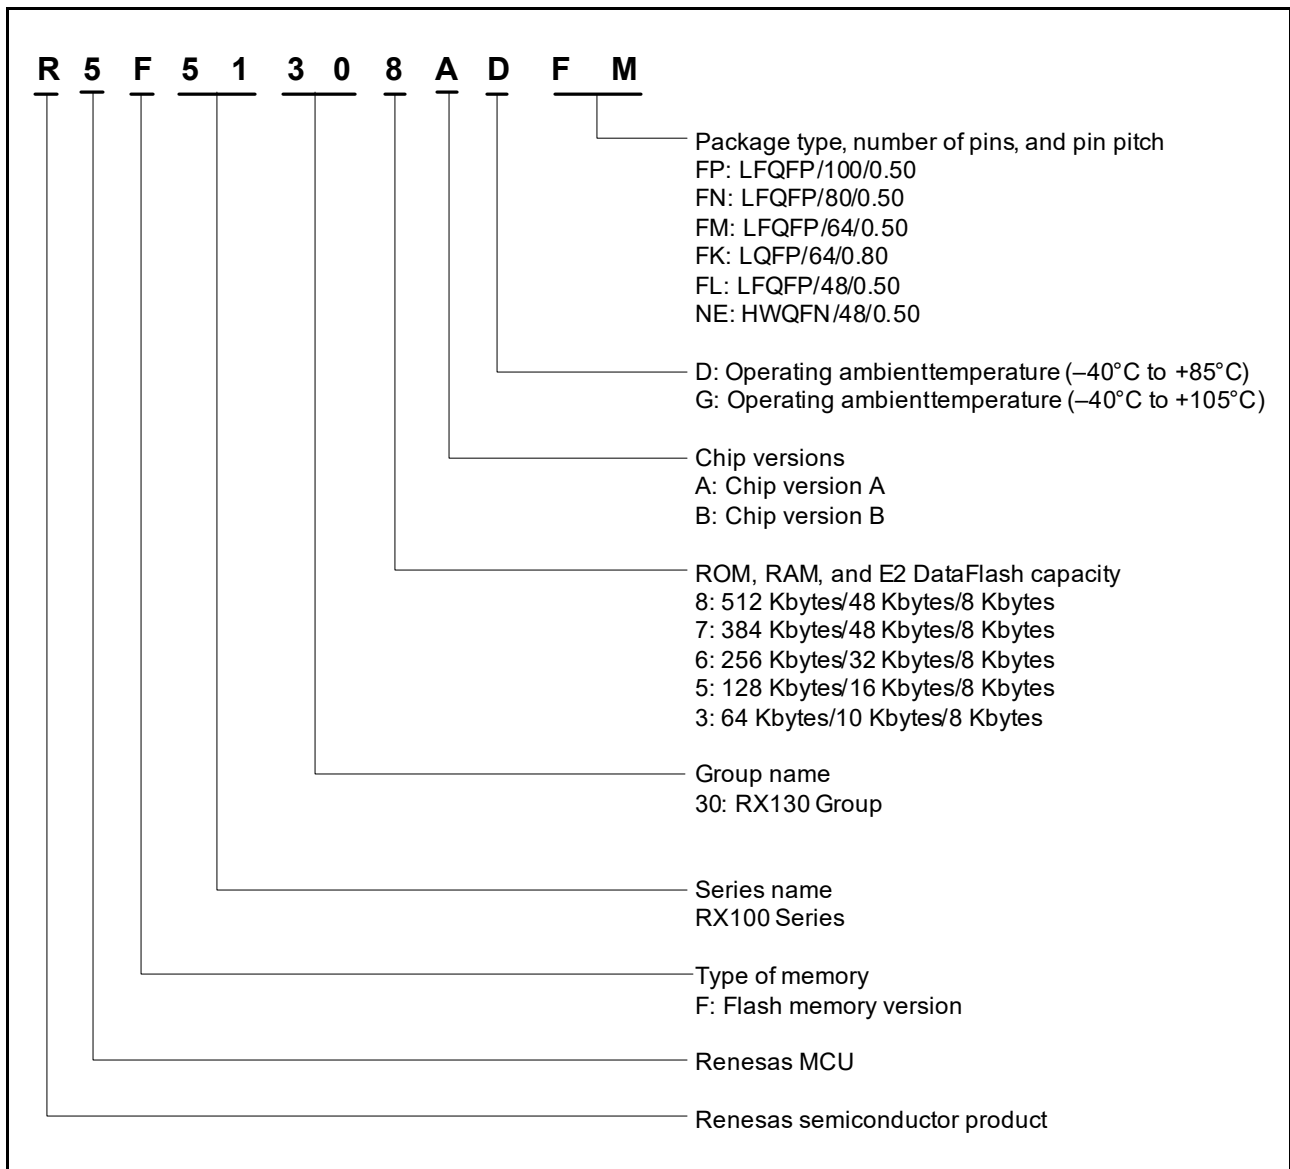 R 5 F 5 1 3 0 8 A D F M
Package type, number of pins, and pin pitch
FP: LFQFP/100/0.50
FN: LFQFP/80/0.50
FM: LFQFP/64/0.50
FK: LQFP/64/0.80
FL: LFQFP/48/0.50
NE: HWQFN/48/0.50
D: Operating ambienttemperature (–40°C to +85°C)
G: Operating ambienttemperature (–40°C to +105°C)
Chip versions
A: Chip version A
B: Chip version B
ROM, RAM, and E2 DataFlash capacity
8: 512 Kbytes/48 Kbytes/8 Kbytes
7: 384 Kbytes/48 Kbytes/8 Kbytes
6: 256 Kbytes/32 Kbytes/8 Kbytes
5: 128 Kbytes/16 Kbytes/8 Kbytes
3: 64 Kbytes/10 Kbytes/8 Kbytes
Group name
30: RX130 Group
Series name
RX100 Series
Type of memory
F: Flash memory version
Renesas MCU
Renesas semiconductor product